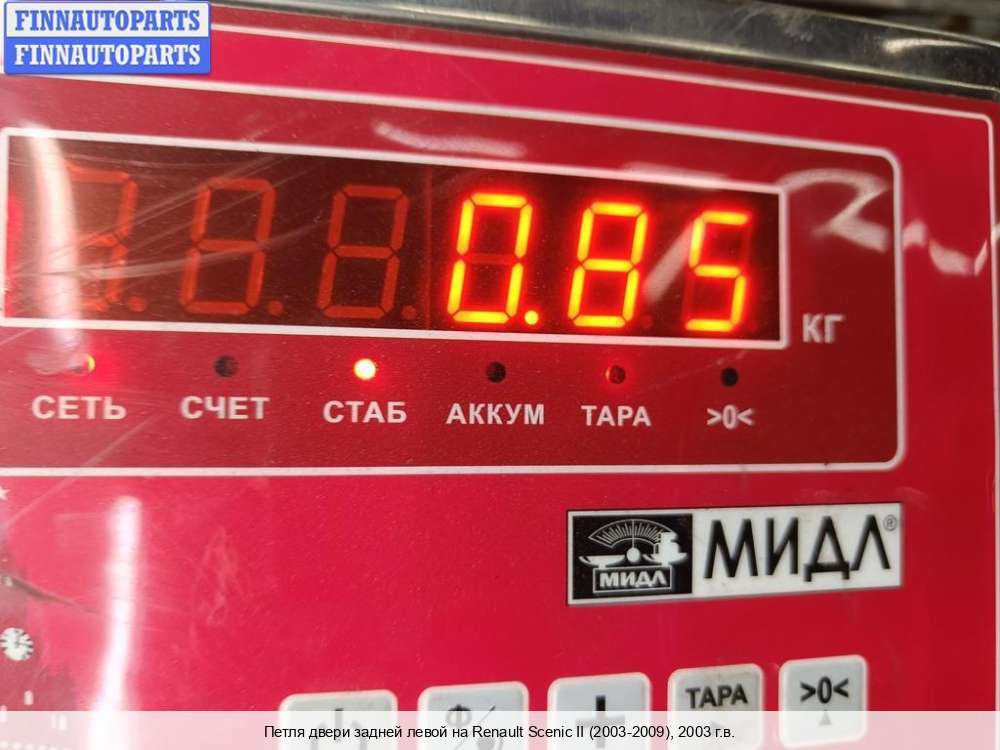 FINNAUTOPARTS
FINNAUTOPARTS
0.85
КГ
СЕТЬ СЧЕТ СТАБ АККУМ ТАРА >0<
МИДЛ МИДЛ®
ТАРА >0<
Петля двери задней левой на Renault Scenic II (2003-2009), 2003 г.в.